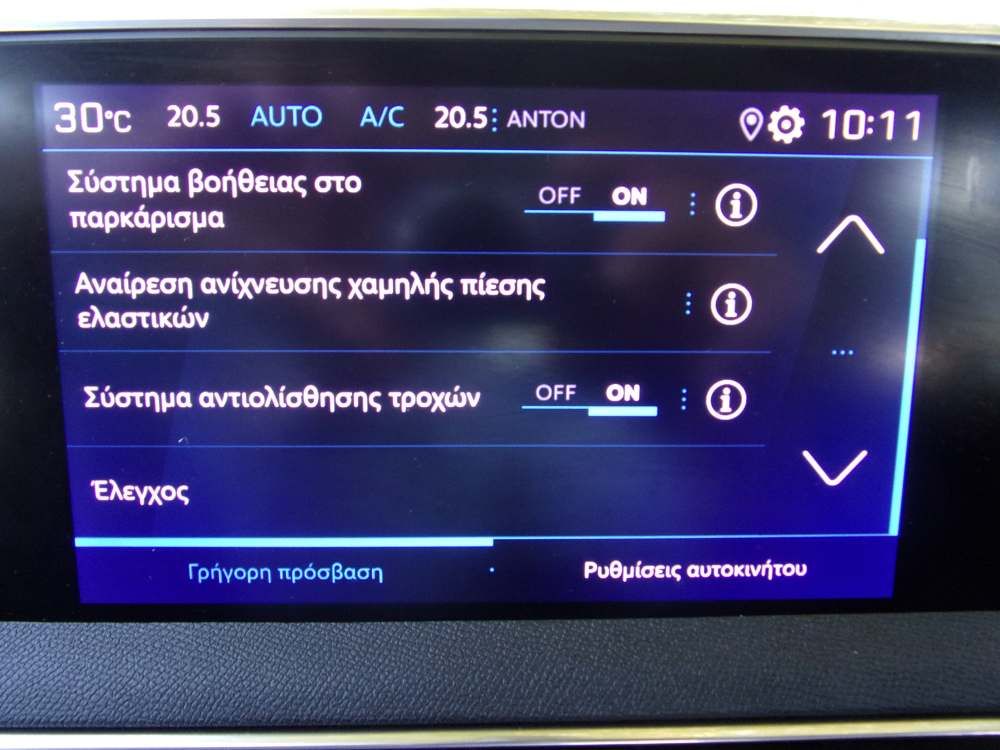 30°C 20.5 AUTO A/C 20.5 ANTON 10:11
Σύστημα βοήθειας στο
παρκάρισμα
OFF ON
Αναίρεση ανίχνευσης χαμηλής πίεσης
ελαστικών
Σύστημα αντιολίσθησης τροχών OFF ON
Έλεγχος
Γρήγορη πρόσβαση Ρυθμίσεις αυτοκινήτου